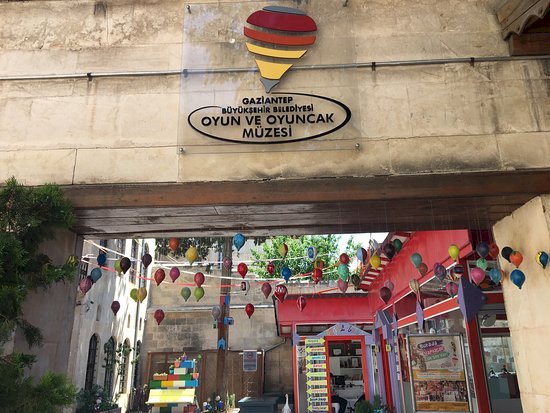 GAZİANTEP
BÜYÜKŞEHİR BELEDİYESİ
OYUN VE OYUNCAK
MÜZESİ